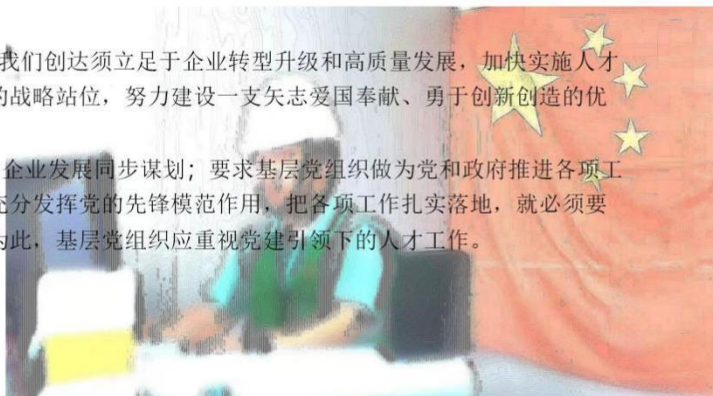 我们创达须立足于企业转型升级和高质量发展，加快实施人才
的战略站位，努力建设一支矢志爱国奉献、勇于创新创造的优
企业发展同步谋划；要求基层党组织做为党和政府推进各项工
充分发挥党的先锋模范作用，把各项工作扎实落地，就必须要
为此，基层党组织应重视党建引领下的人才工作。